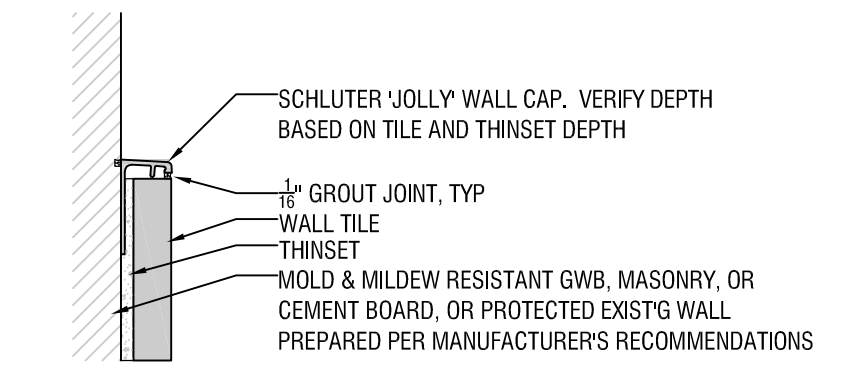 SCHLUTER 'JOLLY' WALL CAP. VERIFY DEPTH
BASED ON TILE AND THINSET DEPTH
1/16" GROUT JOINT, TYP
WALL TILE
THINSET
MOLD & MILDEW RESISTANT GWB, MASONRY, OR
CEMENT BOARD, OR PROTECTED EXIST'G WALL
PREPARED PER MANUFACTURER'S RECOMMENDATIONS